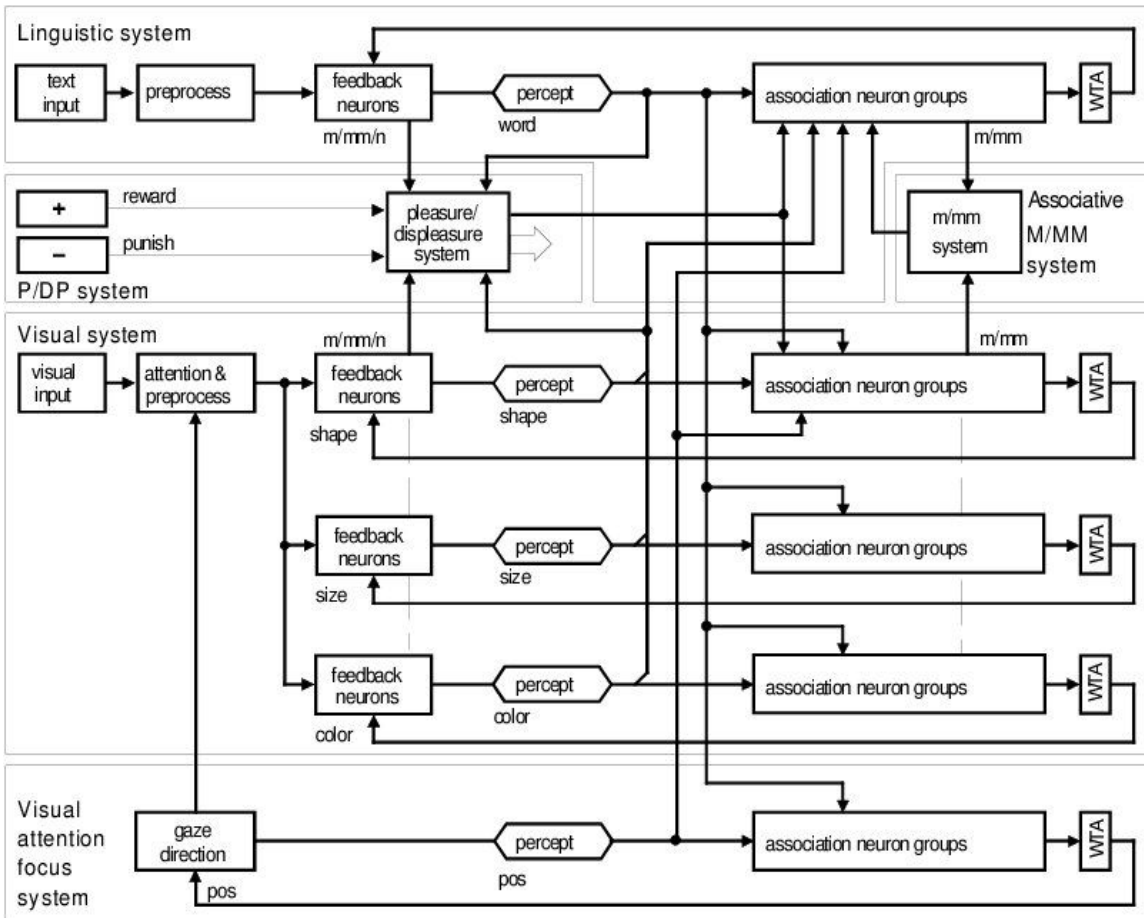 Linguistic system
text
input
preprocess
feedback
neurons
m/mm/n
percept
word
association neuron groups
WTA
m/mm
+
reward
−
punish
P/DP system
pleasure/
displeasure
system
m/mm
system
Associative
M/MM
system
Visual system
visual
input
attention &
preprocess
m/mm/n
feedback
neurons
shape
percept
shape
m/mm
association neuron groups
WTA
feedback
neurons
size
percept
size
association neuron groups
WTA
feedback
neurons
color
percept
color
association neuron groups
WTA
Visual
attention
focus
system
gaze
direction
pos
percept
pos
association neuron groups
WTA